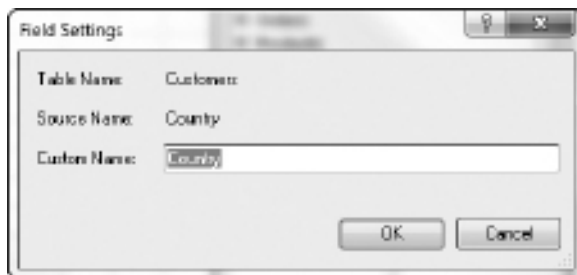 Field Settings
Table Name: Customers
Source Name: Country
Custom Name: Country
OK Cancel